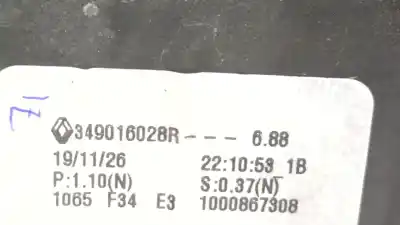 349016028R --- 6.88
19/11/26 22:10:53 1B
P:1.10(N) S:0.37(N)
1065 F34 E3 1000867308